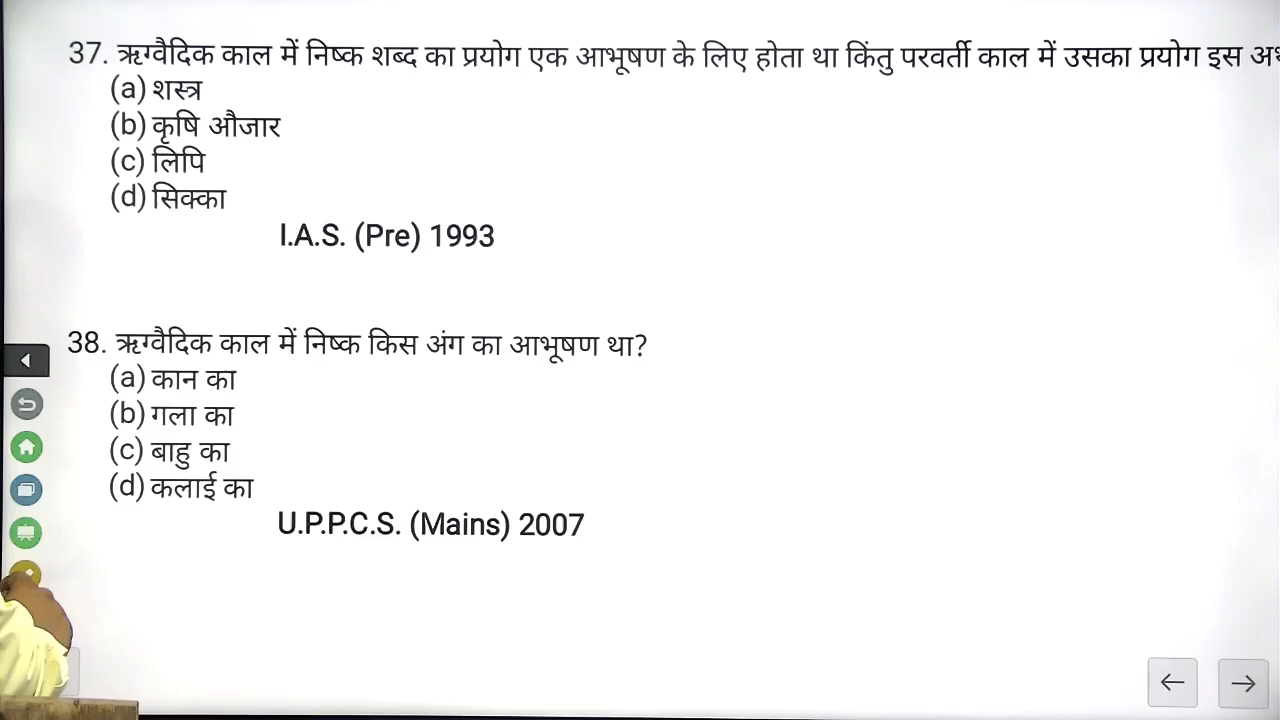 37. ऋग्वैदिक काल में निष्क शब्द का प्रयोग एक आभूषण के लिए होता था किंतु परवर्ती काल में उसका प्रयोग इस
(a) शस्त्र
(b) कृषि औजार
(c) लिपि
(d) सिक्का
I.A.S. (Pre) 1993
38. ऋग्वैदिक काल में निष्क किस अंग का आभूषण था?
(a) कान का
(b) गला का
(c) बाहु का
(d) कलाई का
U.P.P.C.S. (Mains) 2007